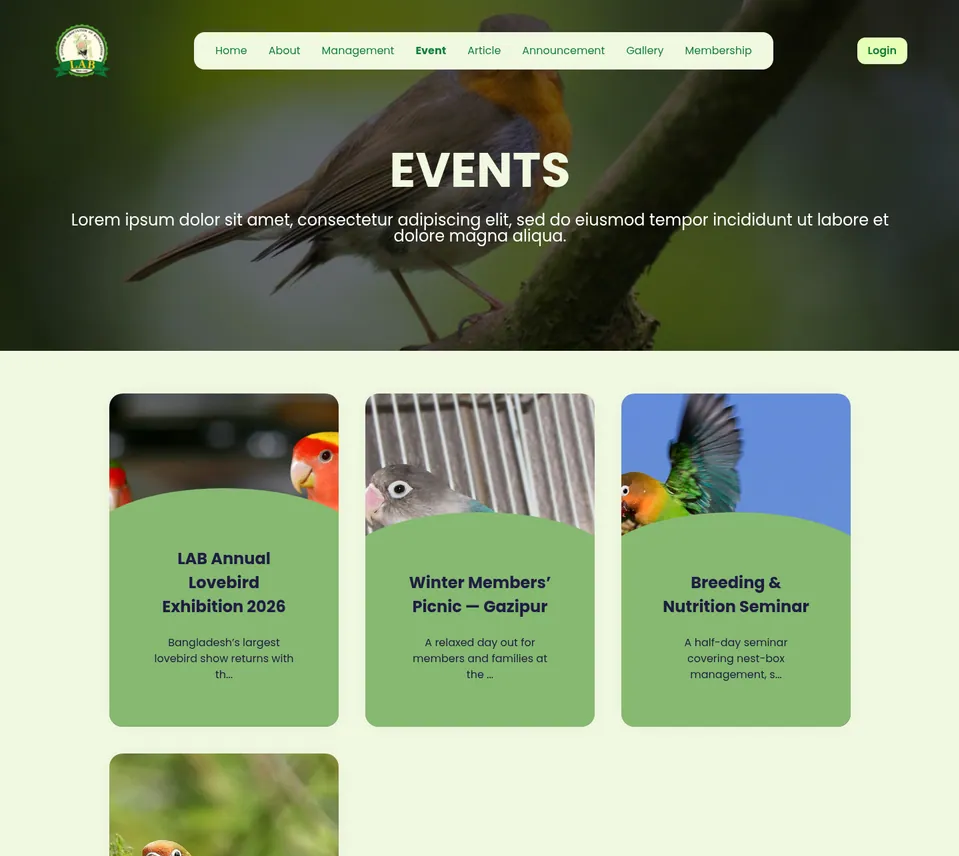 LAB
Home About Management Event Article Announcement Gallery Membership
Login
EVENTS
Lorem ipsum dolor sit amet, consectetur adipiscing elit, sed do eiusmod tempor incididunt ut labore et
dolore magna aliqua.
LAB Annual
Lovebird
Exhibition 2026
Bangladesh’s largest
lovebird show returns with
th...
Winter Members’
Picnic — Gazipur
A relaxed day out for
members and families at
the ...
Breeding &
Nutrition Seminar
A half-day seminar
covering nest-box
management, s...